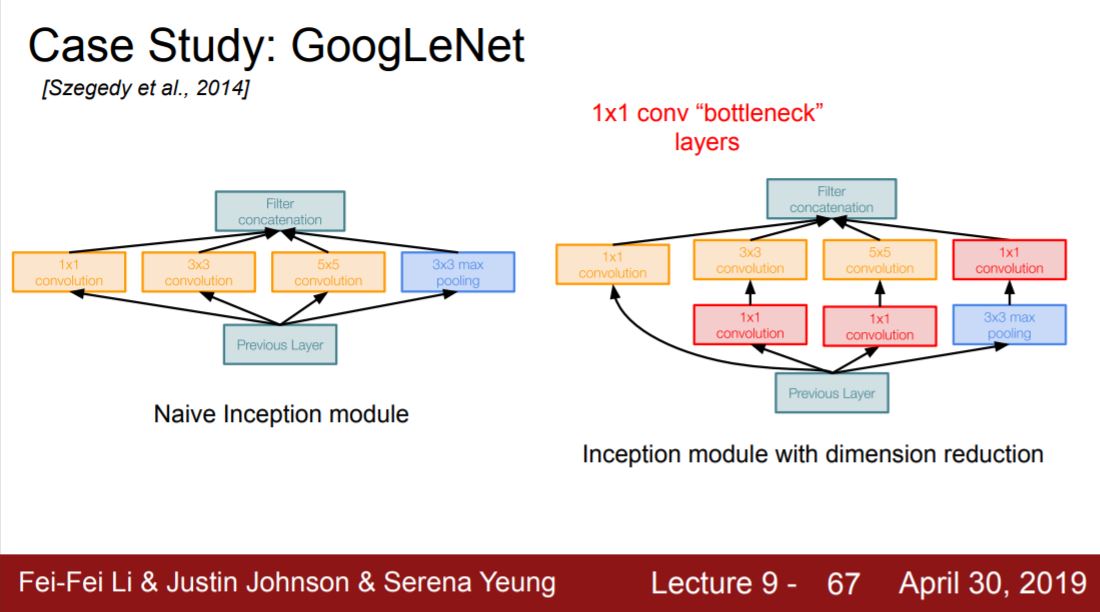 Case Study: GoogLeNet
[Szegedy et al., 2014]
1x1 conv “bottleneck”
layers
Filter
concatenation
1x1
convolution
3x3
convolution
5x5
convolution
3x3 max
pooling
Previous Layer
Naive Inception module
Filter
concatenation
1x1
convolution
3x3
convolution
5x5
convolution
1x1
convolution
1x1
convolution
1x1
convolution
3x3 max
pooling
Previous Layer
Inception module with dimension reduction
Fei-Fei Li & Justin Johnson & Serena Yeung
Lecture 9 - 67
April 30, 2019